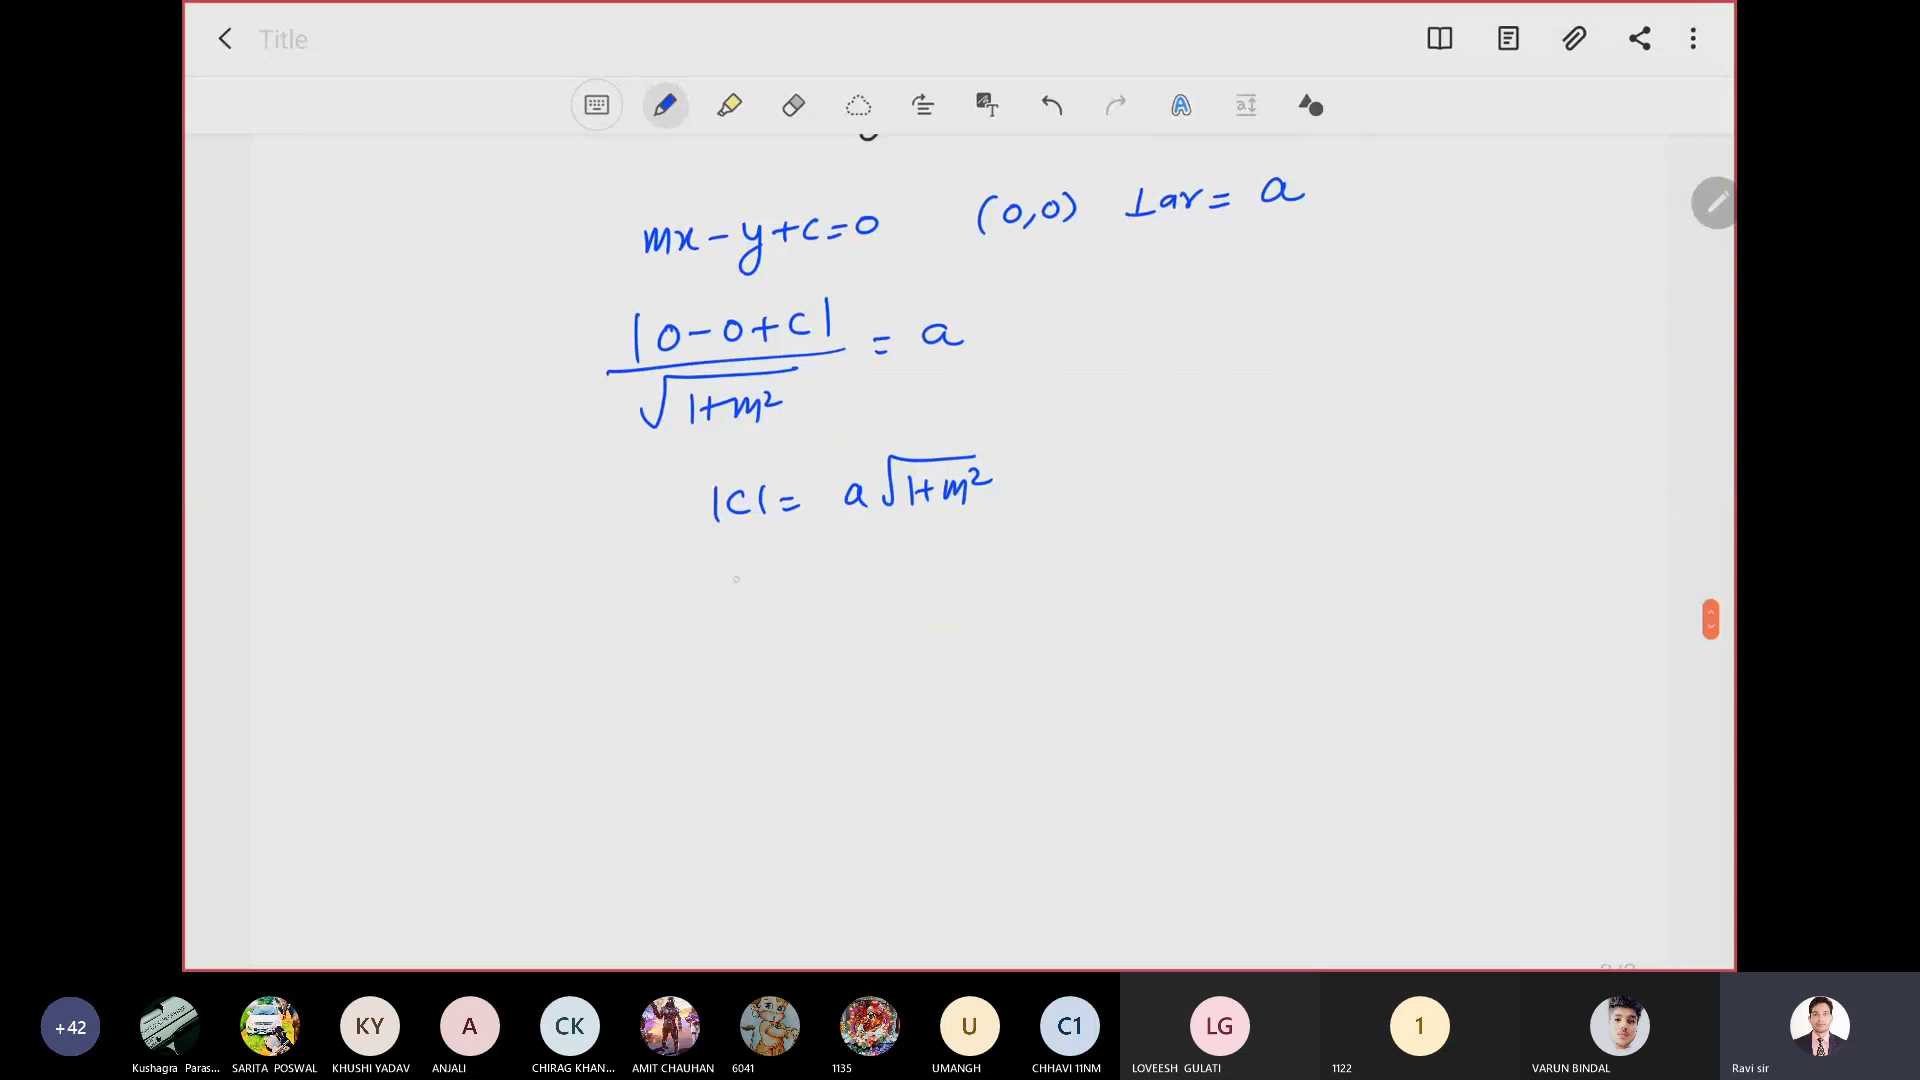 Title
mx - y + c = 0 (0,0) ⊥ar = a
|0 - 0 + c| / √1+m² = a
|c| = a √1+m²
+42
KY
A
CK
U
C1
LG
1
Kushagra Paras...
SARITA POSWAL
KHUSHI YADAV
ANJALI
CHIRAG KHAN...
AMIT CHAUHAN
6041
1135
UMANGH
CHHAVI 11NM
LOVEESH GULATI
1122
VARUN BINDAL
Ravi sir